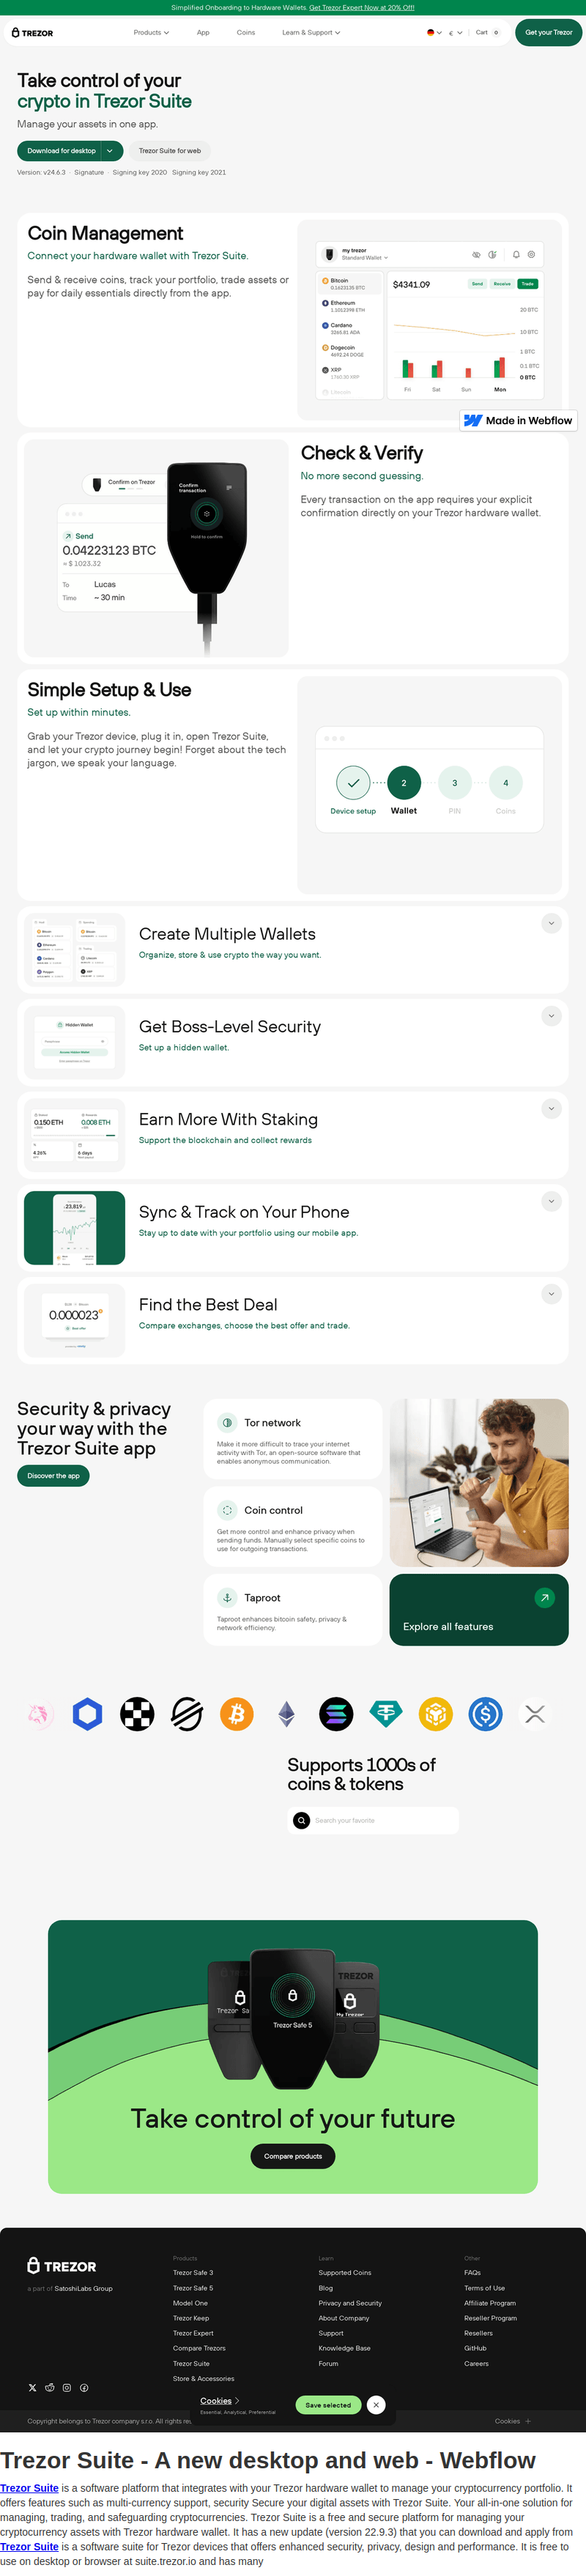 Simplified Onboarding to Hardware Wallets. Get Trezor Expert Now at 20% Off!
TREZOR
Products
App
Coins
Learn & Support
Cart
0
Get your Trezor
Take control of your
crypto in Trezor Suite
Manage your assets in one app.
Download for desktop
Trezor Suite for web
Version: v24.6.3 · Signature · Signing key 2020 Signing key 2021
Coin Management
Connect your hardware wallet with Trezor Suite.
Send & receive coins, track your portfolio, trade assets or
pay for daily essentials directly from the app.
my trezor
Standard Wallet
Bitcoin
0.1623135 BTC
Ethereum
1.1012398 ETH
Cardano
3265.81 ADA
Dogecoin
4692.24 DOGE
XRP
1,760.30 XRP
$4341.09
Send
Receive
Trade
20 BTC
10 BTC
1 BTC
0.1 BTC
0 BTC
Fri
Sat
Sun
Mon
Made in Webflow
Confirm on Trezor
Send
0.04223123 BTC
≈ $ 1023.32
To
Lucas
Time
~ 30 min
Confirm
transaction
Hold to confirm
Check & Verify
No more second guessing.
Every transaction on the app requires your explicit
confirmation directly on your Trezor hardware wallet.
Simple Setup & Use
Set up within minutes.
Grab your Trezor device, plug it in, open Trezor Suite,
and let your crypto journey begin! Forget about the tech
jargon, we speak your language.
2
3
4
Device setup
Wallet
PIN
Coins
Create Multiple Wallets
Organize, store & use crypto the way you want.
Hidden Wallet
Get Boss-Level Security
Set up a hidden wallet.
0.150 ETH
0.008 ETH
4.26%
6 days
Earn More With Staking
Support the blockchain and collect rewards
23,819
Sync & Track on Your Phone
Stay up to date with your portfolio using our mobile app.
0.000023
Find the Best Deal
Compare exchanges, choose the best offer and trade.
Security & privacy
your way with the
Trezor Suite app
Discover the app
Tor network
Make it more difficult to trace your internet
activity with Tor, an open-source software that
enables anonymous communication.
Coin control
Get more control and enhance privacy when
sending funds. Manually select specific coins to
use for outgoing transactions.
Taproot
Taproot enhances bitcoin safety, privacy &
network efficiency.
Explore all features
Supports 1000s of
coins & tokens
Search your favorite
TREZOR
Trezor Safe 5
Take control of your future
Compare products
TREZOR
a part of SatoshiLabs Group
Products
Trezor Safe 3
Trezor Safe 5
Model One
Trezor Keep
Trezor Expert
Compare Trezors
Trezor Suite
Store & Accessories
Learn
Supported Coins
Blog
Privacy and Security
About Company
Support
Knowledge Base
Forum
Other
FAQs
Terms of Use
Affiliate Program
Reseller Program
Resellers
GitHub
Careers
Cookies
Essential, Analytical, Preferential
Save selected
Copyright belongs to Trezor company s.r.o. All rights
Cookies
Trezor Suite - A new desktop and web - Webflow
Trezor Suite is a software platform that integrates with your Trezor hardware wallet to manage your cryptocurrency portfolio. It
offers features such as multi-currency support, security Secure your digital assets with Trezor Suite. Your all-in-one solution for
managing, trading, and safeguarding cryptocurrencies. Trezor Suite is a free and secure platform for managing your
cryptocurrency assets with Trezor hardware wallet. It has a new update (version 22.9.3) that you can download and apply from
Trezor Suite is a software suite for Trezor devices that offers enhanced security, privacy, design and performance. It is free to
use on desktop or browser at suite.trezor.io and has many